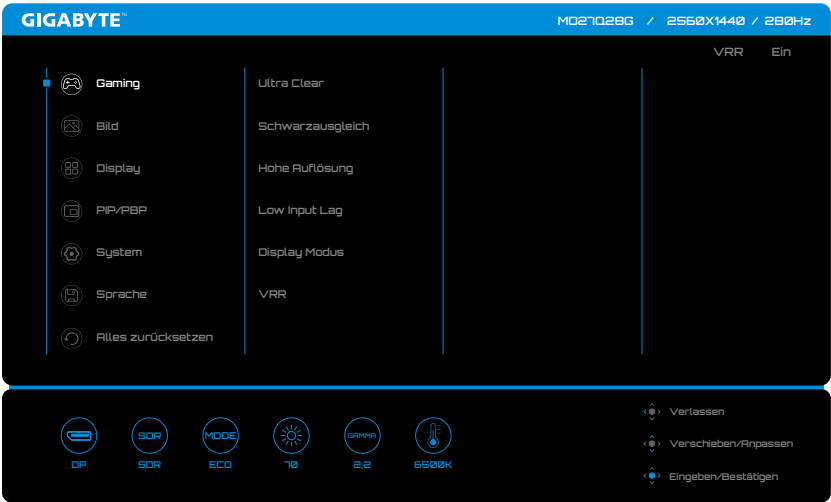 GIGABYTE™ MO27Q28G / 2560X1440 / 280Hz
VRR Ein
Gaming Ultra Clear
Bild Schwarzausgleich
Display Hohe Auflösung
PIP/PBP Low Input Lag
System Display Modus
Sprache VRR
Alles zurücksetzen
Verlassen
SDR MODE GAMMA
Verschieben/Anpassen
DP SDR ECO 70 2,2 6500K
Eingeben/Bestätigen